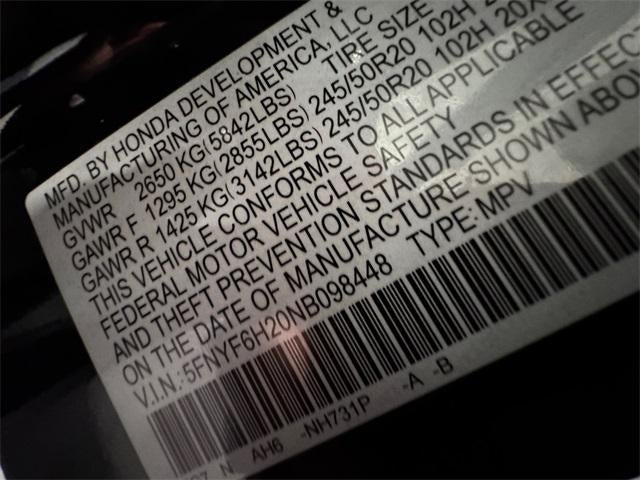 MFD. BY HONDA DEVELOPMENT &
MANUFACTURING OF AMERICA, LLC
GVWR 2650 KG(5842LBS) TIRE SIZE
GAWR F 1295 KG(2855LBS) 245/50R20 102H
GAWR R 1425 KG(3142LBS) 245/50R20 102H 20X
THIS VEHICLE CONFORMS TO ALL APPLICABLE
FEDERAL MOTOR VEHICLE SAFETY
AND THEFT PREVENTION STANDARDS IN EFFECT
ON THE DATE OF MANUFACTURE SHOWN ABO
V.I.N.: 5FNYF6H20NB098448 TYPE: MPV
N AH6 -NH731P -A -B